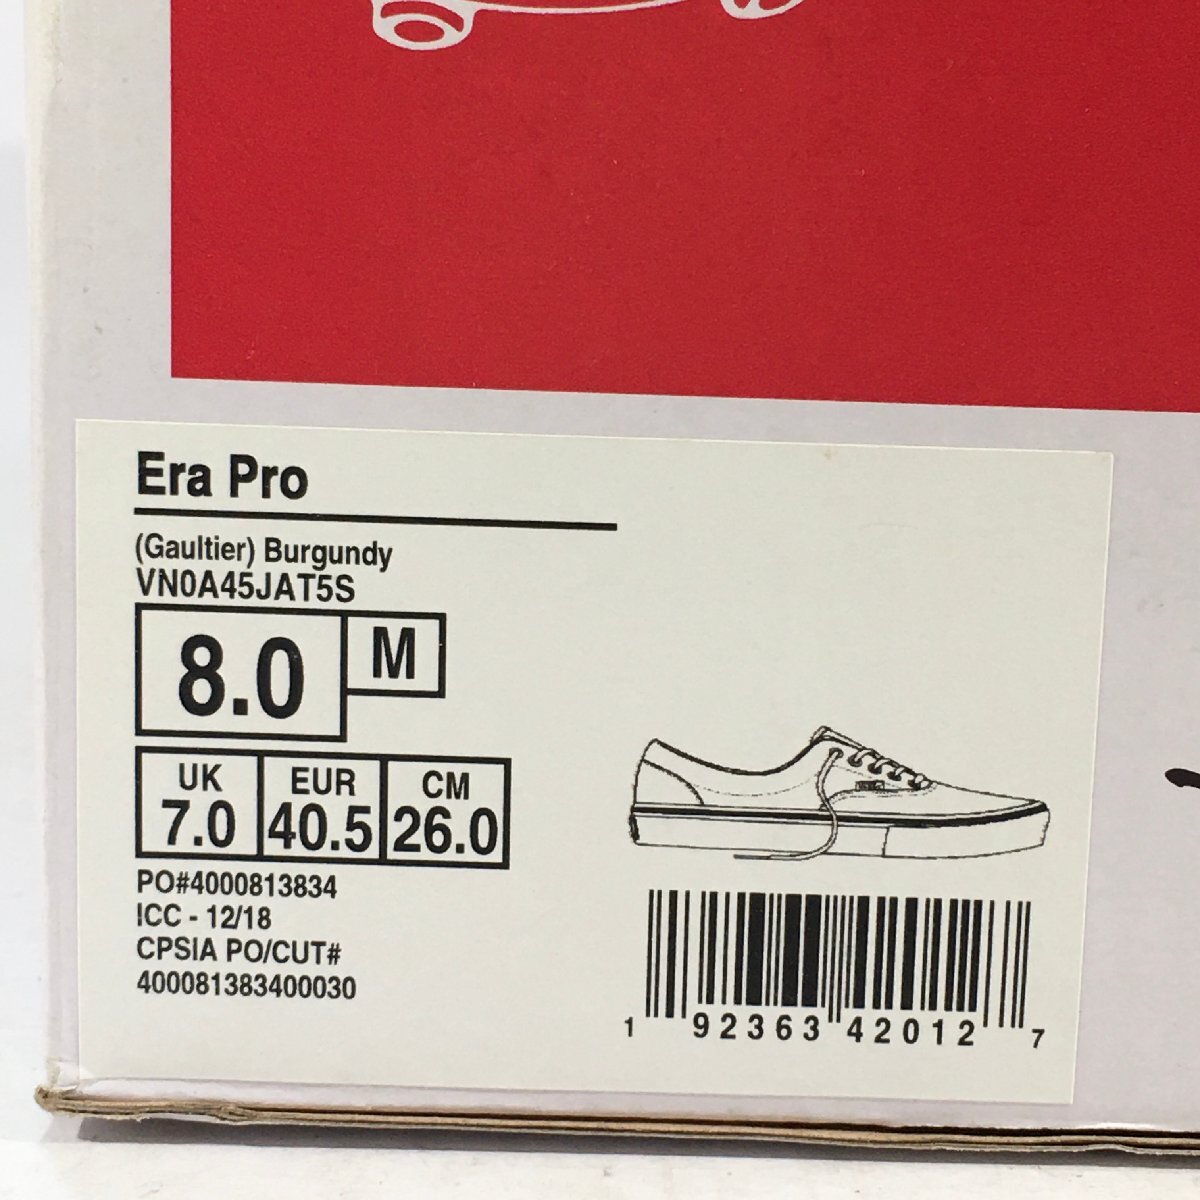 Era Pro
(Gaultier) Burgundy
VN0A45JAT5S
8.0 M
UK EUR CM
7.0 40.5 26.0
PO#4000813834
ICC - 12/18
CPSIA PO/CUT#
400081383400030
1 92363 42012 7